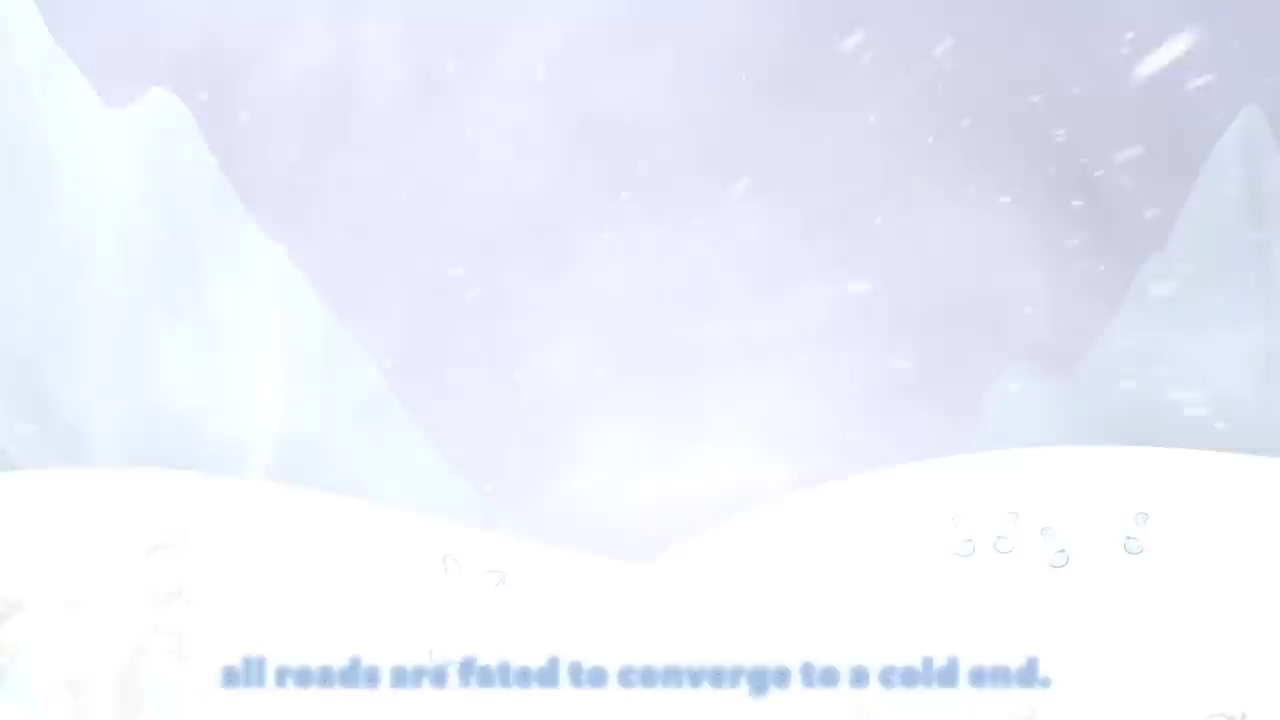 all roads are fated to converge to a cold end.